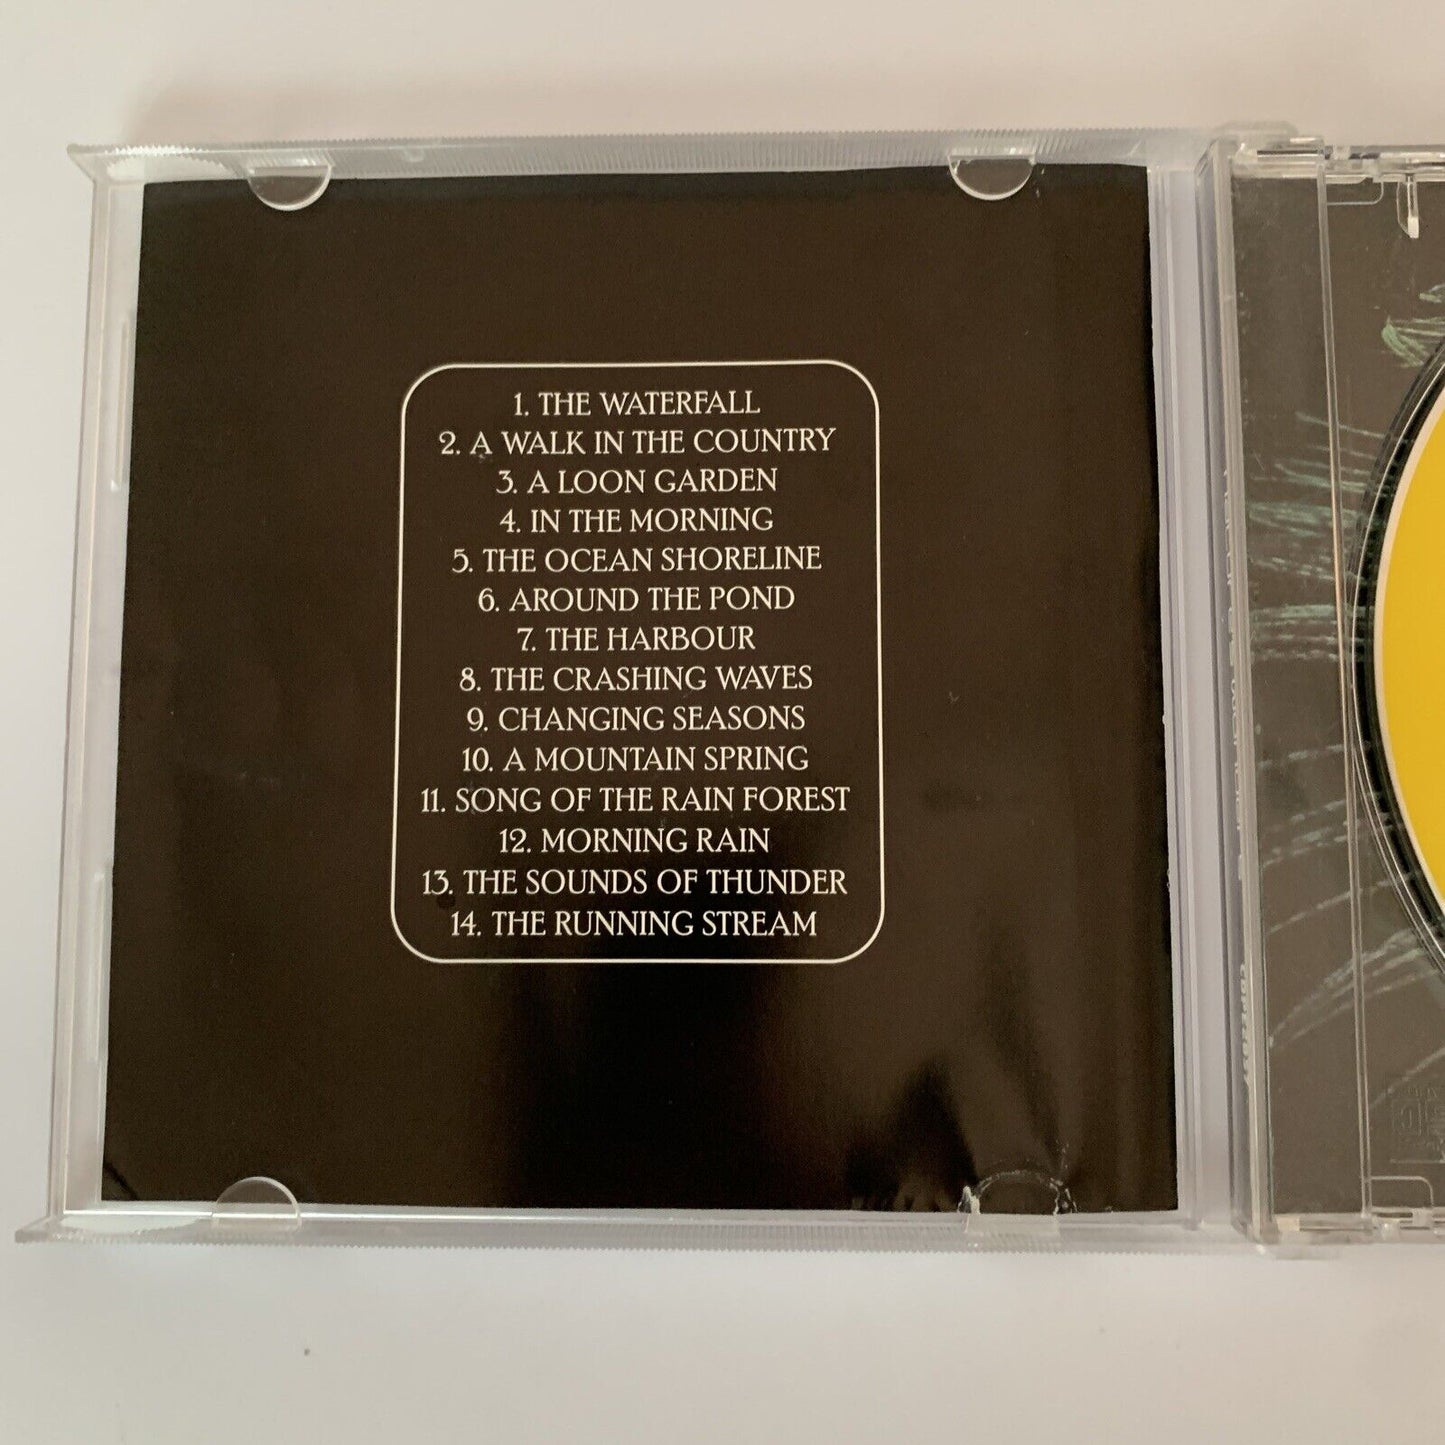 1. THE WATERFALL
2. A WALK IN THE COUNTRY
3. A LOON GARDEN
4. IN THE MORNING
5. THE OCEAN SHORELINE
6. AROUND THE POND
7. THE HARBOUR
8. THE CRASHING WAVES
9. CHANGING SEASONS
10. A MOUNTAIN SPRING
11. SONG OF THE RAIN FOREST
12. MORNING RAIN
13. THE SOUNDS OF THUNDER
14. THE RUNNING STREAM